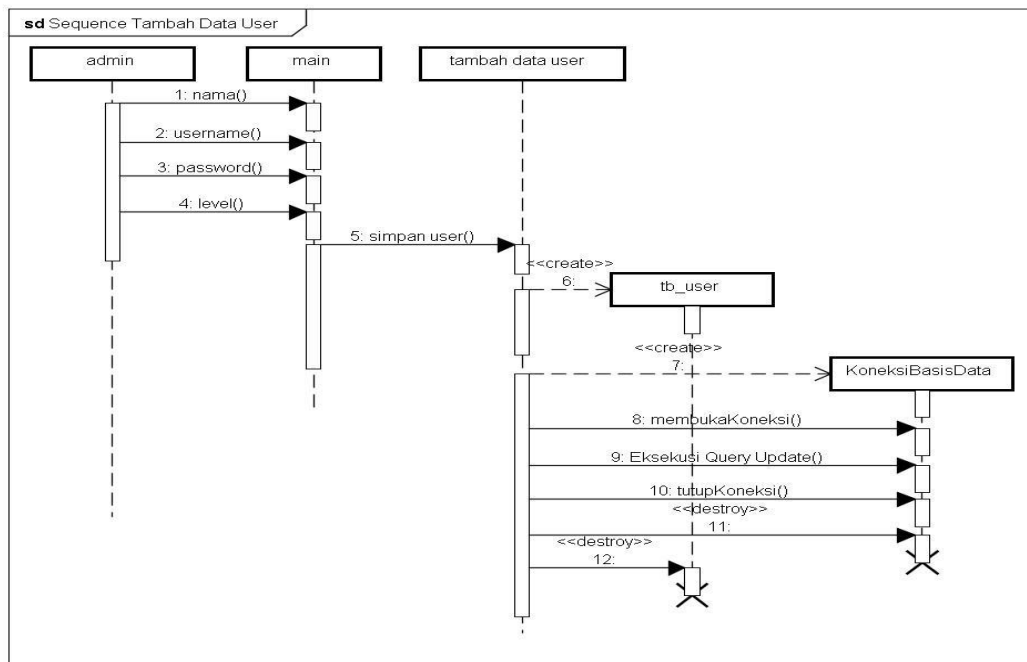 sd Sequence Tambah Data User
admin
main
tambah data user
1: nama()
2: username()
3: password()
4: level()
5: simpan user()
<<create>>
6:
tb_user
<<create>>
7:
KoneksiBasisData
8: membukaKoneksi()
9: Eksekusi Query Update()
10: tutupKoneksi()
<<destroy>>
11:
<<destroy>>
12: